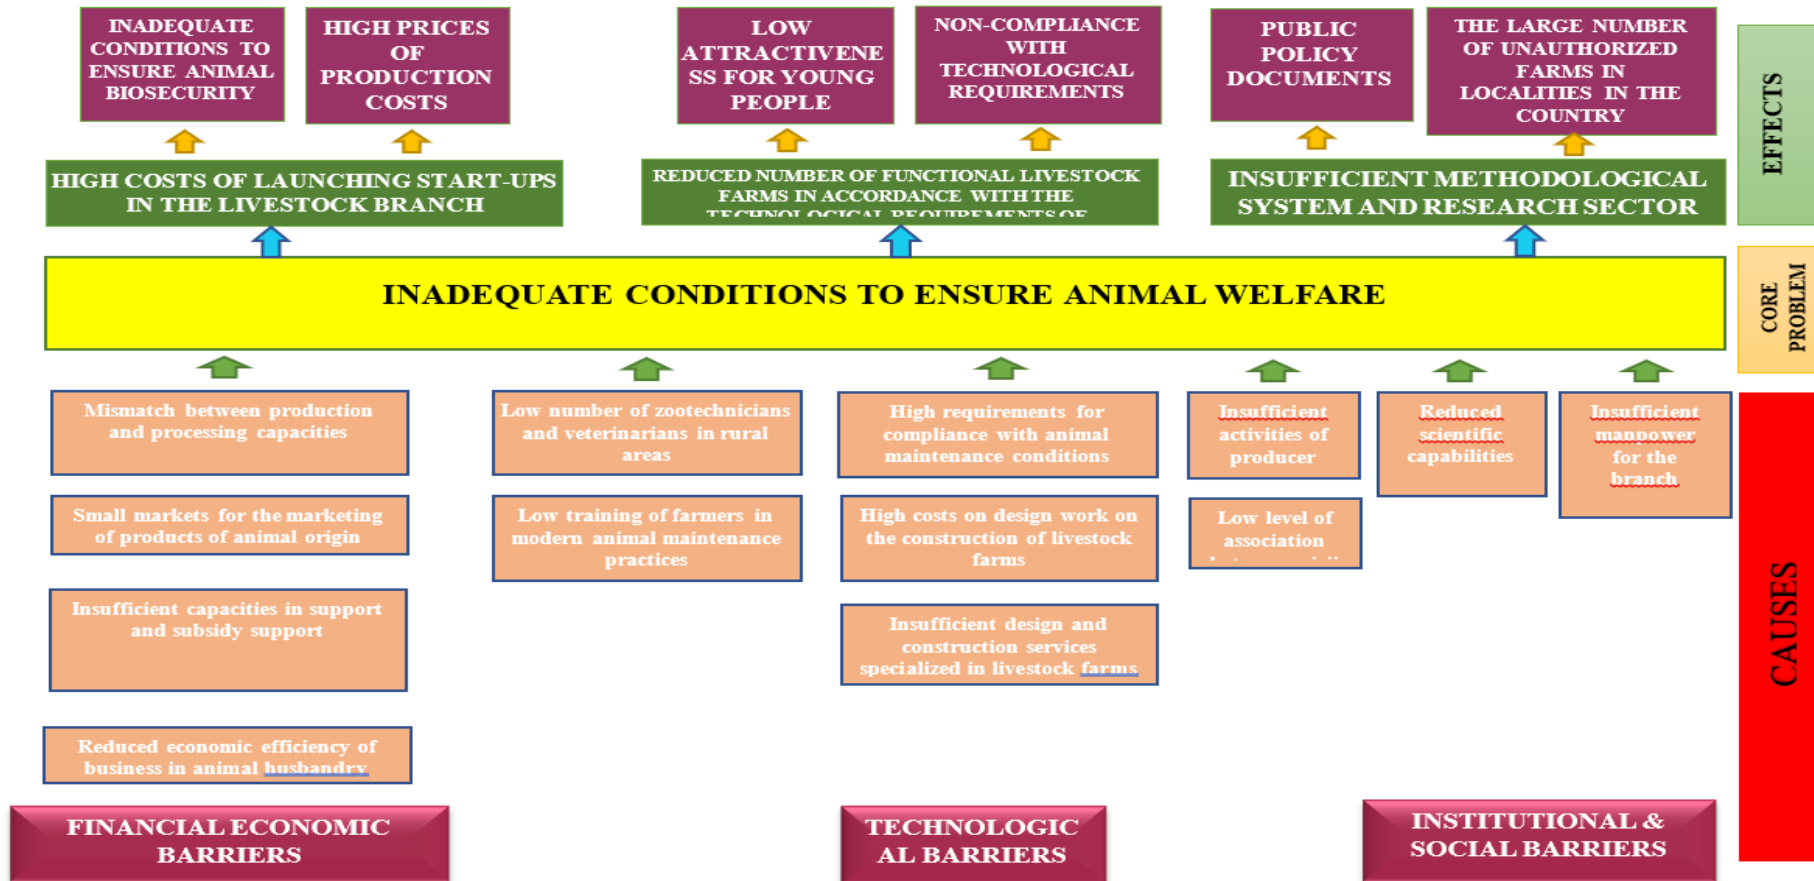 INADEQUATE
CONDITIONS TO
ENSURE ANIMAL
BIOSECURITY
HIGH PRICES
OF
PRODUCTION
COSTS
LOW
ATTRACTIVENE
SS FOR YOUNG
PEOPLE
NON-COMPLIANCE
WITH
TECHNOLOGICAL
REQUIREMENTS
PUBLIC
POLICY
DOCUMENTS
THE LARGE NUMBER
OF UNAUTHORIZED
FARMS IN
LOCALITIES IN THE
COUNTRY
EFFECTS
HIGH COSTS OF LAUNCHING START-UPS
IN THE LIVESTOCK BRANCH
REDUCED NUMBER OF FUNCTIONAL LIVESTOCK
FARMS IN ACCORDANCE WITH THE
TECHNOLOGICAL REQUIREMENTS OF
INSUFFICIENT METHODOLOGICAL
SYSTEM AND RESEARCH SECTOR
INADEQUATE CONDITIONS TO ENSURE ANIMAL WELFARE
CORE
PROBLEM
Mismatch between production
and processing capacities
Small markets for the marketing
of products of animal origin
Insufficient capacities in support
and subsidy support
Reduced economic efficiency of
business in animal husbandry
Low number of zootechnicians
and veterinarians in rural
areas
Low training of farmers in
modern animal maintenance
practices
High requirements for
compliance with animal
maintenance conditions
High costs on design work on
the construction of livestock
farms
Insufficient design and
construction services
specialized in livestock farms
Insufficient
activities of
producer
Low level of
association
Reduced
scientific
capabilities
Insufficient
manpower
for the
branch
CAUSES
FINANCIAL ECONOMIC
BARRIERS
TECHNOLOGIC
AL BARRIERS
INSTITUTIONAL &
SOCIAL BARRIERS